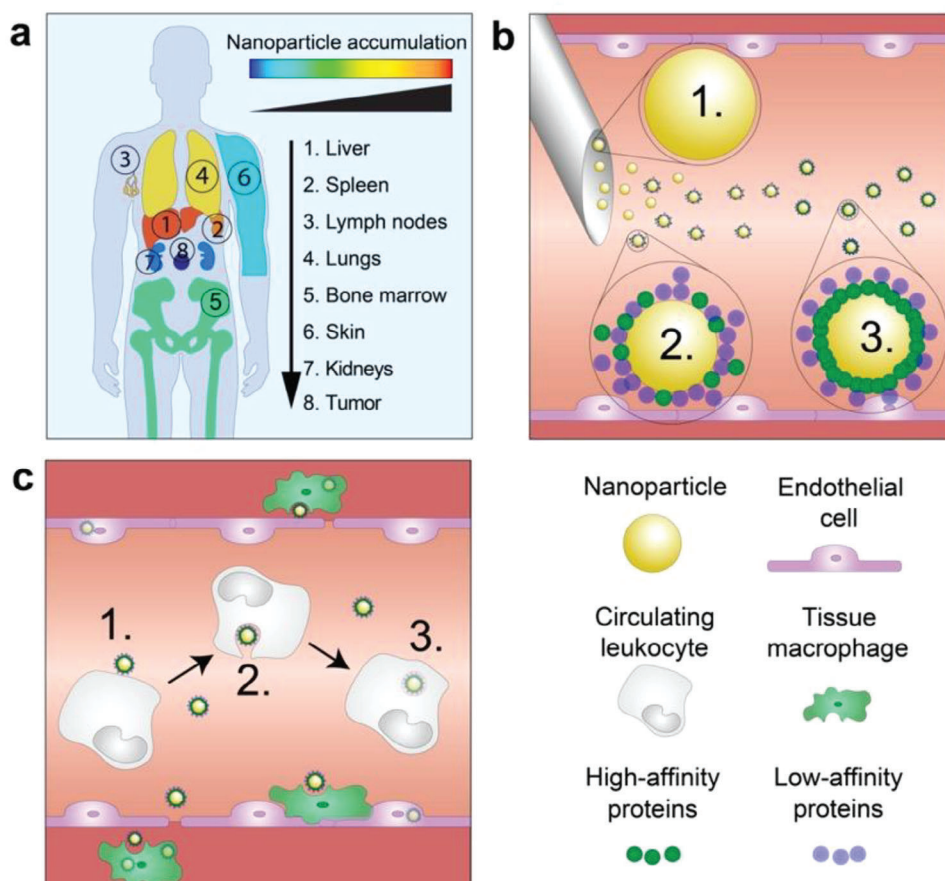 a
Nanoparticle accumulation
1. Liver
2. Spleen
3. Lymph nodes
4. Lungs
5. Bone marrow
6. Skin
7. Kidneys
8. Tumor
3
4
6
1
2
8
7
5
b
1.
2.
3.
c
1.
2.
3.
Nanoparticle
Endothelial
cell
Circulating
leukocyte
Tissue
macrophage
High-affinity
proteins
Low-affinity
proteins